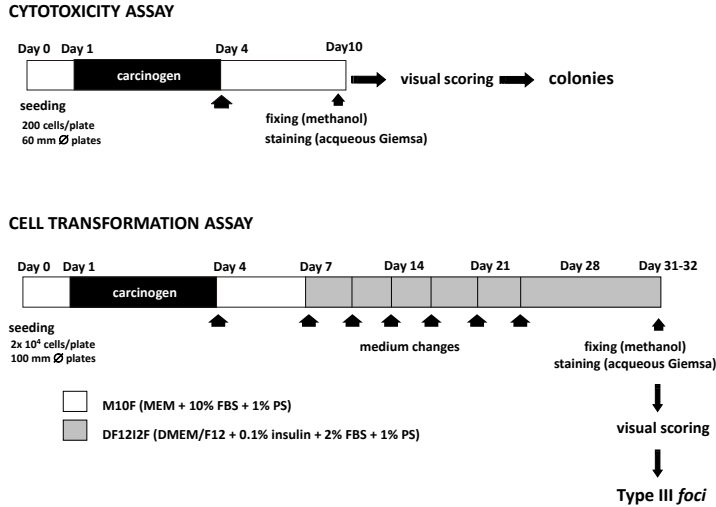 CYTOTOXICITY ASSAY
Day 0 Day 1 Day 4 Day10
carcinogen
visual scoring colonies
seeding
200 cells/plate
60 mm Ø plates
fixing (methanol)
staining (acqueous Giemsa)
CELL TRANSFORMATION ASSAY
Day 0 Day 1 Day 4 Day 7 Day 14 Day 21 Day 28 Day 31-32
carcinogen
seeding
2x 10⁴ cells/plate
100 mm Ø plates
medium changes
fixing (methanol)
staining (acqueous Giemsa)
M10F (MEM + 10% FBS + 1% PS)
DF12I2F (DMEM/F12 + 0.1% insulin + 2% FBS + 1% PS)
visual scoring
Type III foci